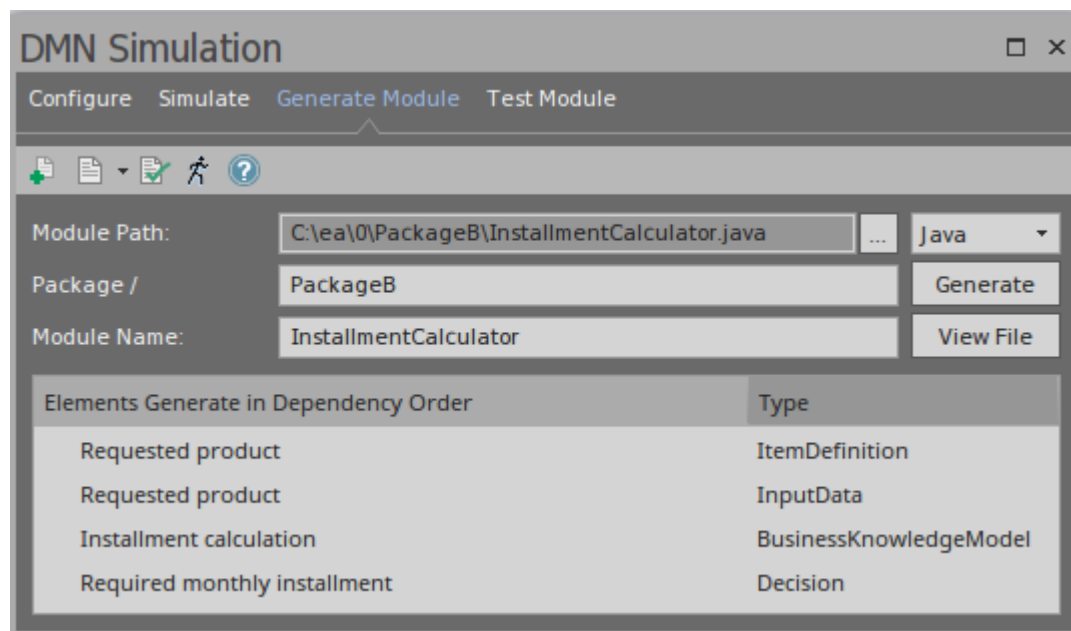 DMN Simulation
Configure Simulate Generate Module Test Module
Module Path: C:\ea\0\PackageB\InstallmentCalculator.java ... Java
Package / PackageB Generate
Module Name: InstallmentCalculator View File
Elements Generate in Dependency Order Type
Requested product ItemDefinition
Requested product InputData
Installment calculation BusinessKnowledgeModel
Required monthly installment Decision